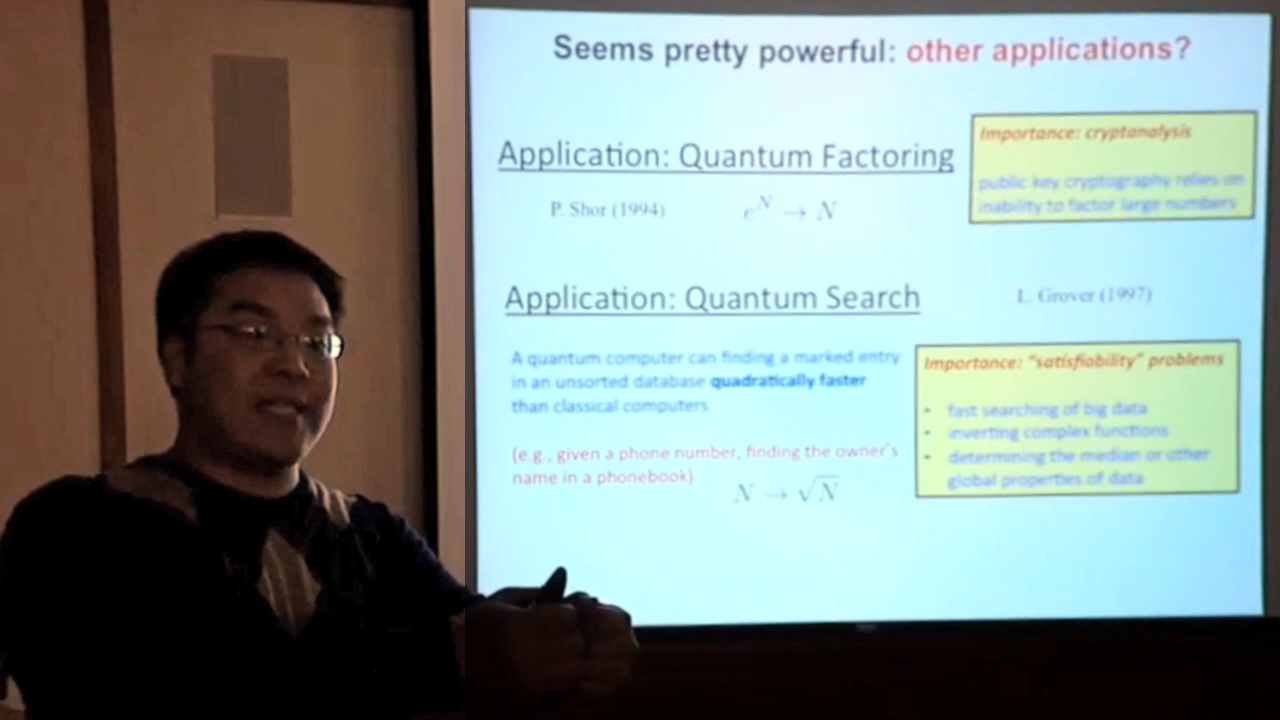 Seems pretty powerful: other applications?
Application: Quantum Factoring
P. Shor (1994)
e^N → N
Importance: cryptanalysis
public key cryptography relies on
inability to factor large numbers
Application: Quantum Search
L. Grover (1997)
A quantum computer can finding a marked entry
in an unsorted database quadratically faster
than classical computers
(e.g., given a phone number, finding the owner's
name in a phonebook)
N → √N
Importance: "satisfiability" problems
• fast searching of big data
• inverting complex functions
• determining the median or other
global properties of data